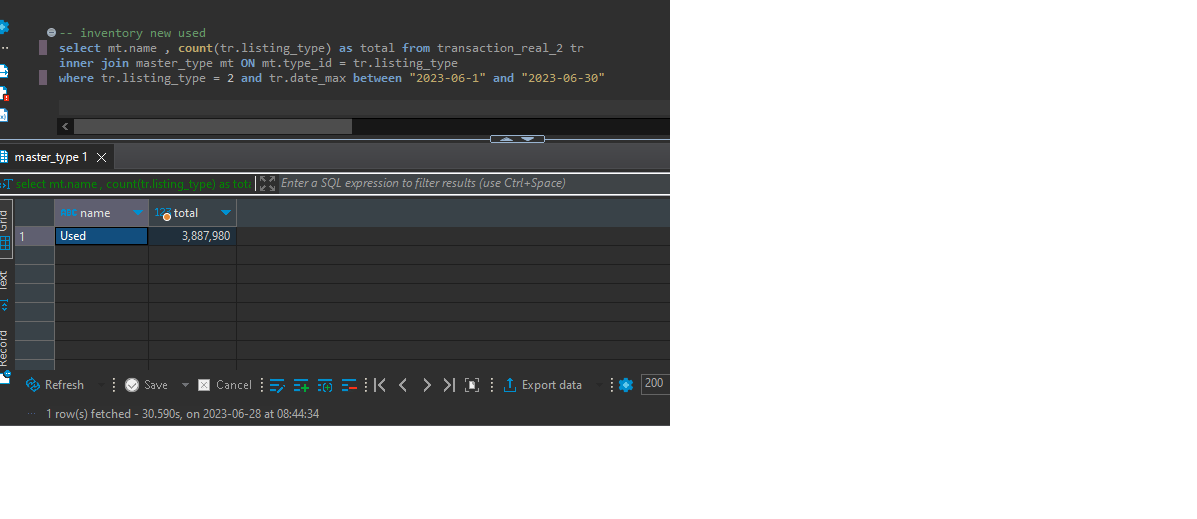 -- inventory new used
select mt.name , count(tr.listing_type) as total from transaction_real_2 tr
inner join master_type mt ON mt.type_id = tr.listing_type
where tr.listing_type = 2 and tr.date_max between "2023-06-1" and "2023-06-30"
master_type 1
select mt.name , count(tr.listing_type) as tota
Enter a SQL expression to filter results (use Ctrl+Space)
Grid
ABC name 123 total
1 Used 3,887,980
Text
Record
Refresh Save Cancel Export data 200
1 row(s) fetched - 30.590s, on 2023-06-28 at 08:44:34